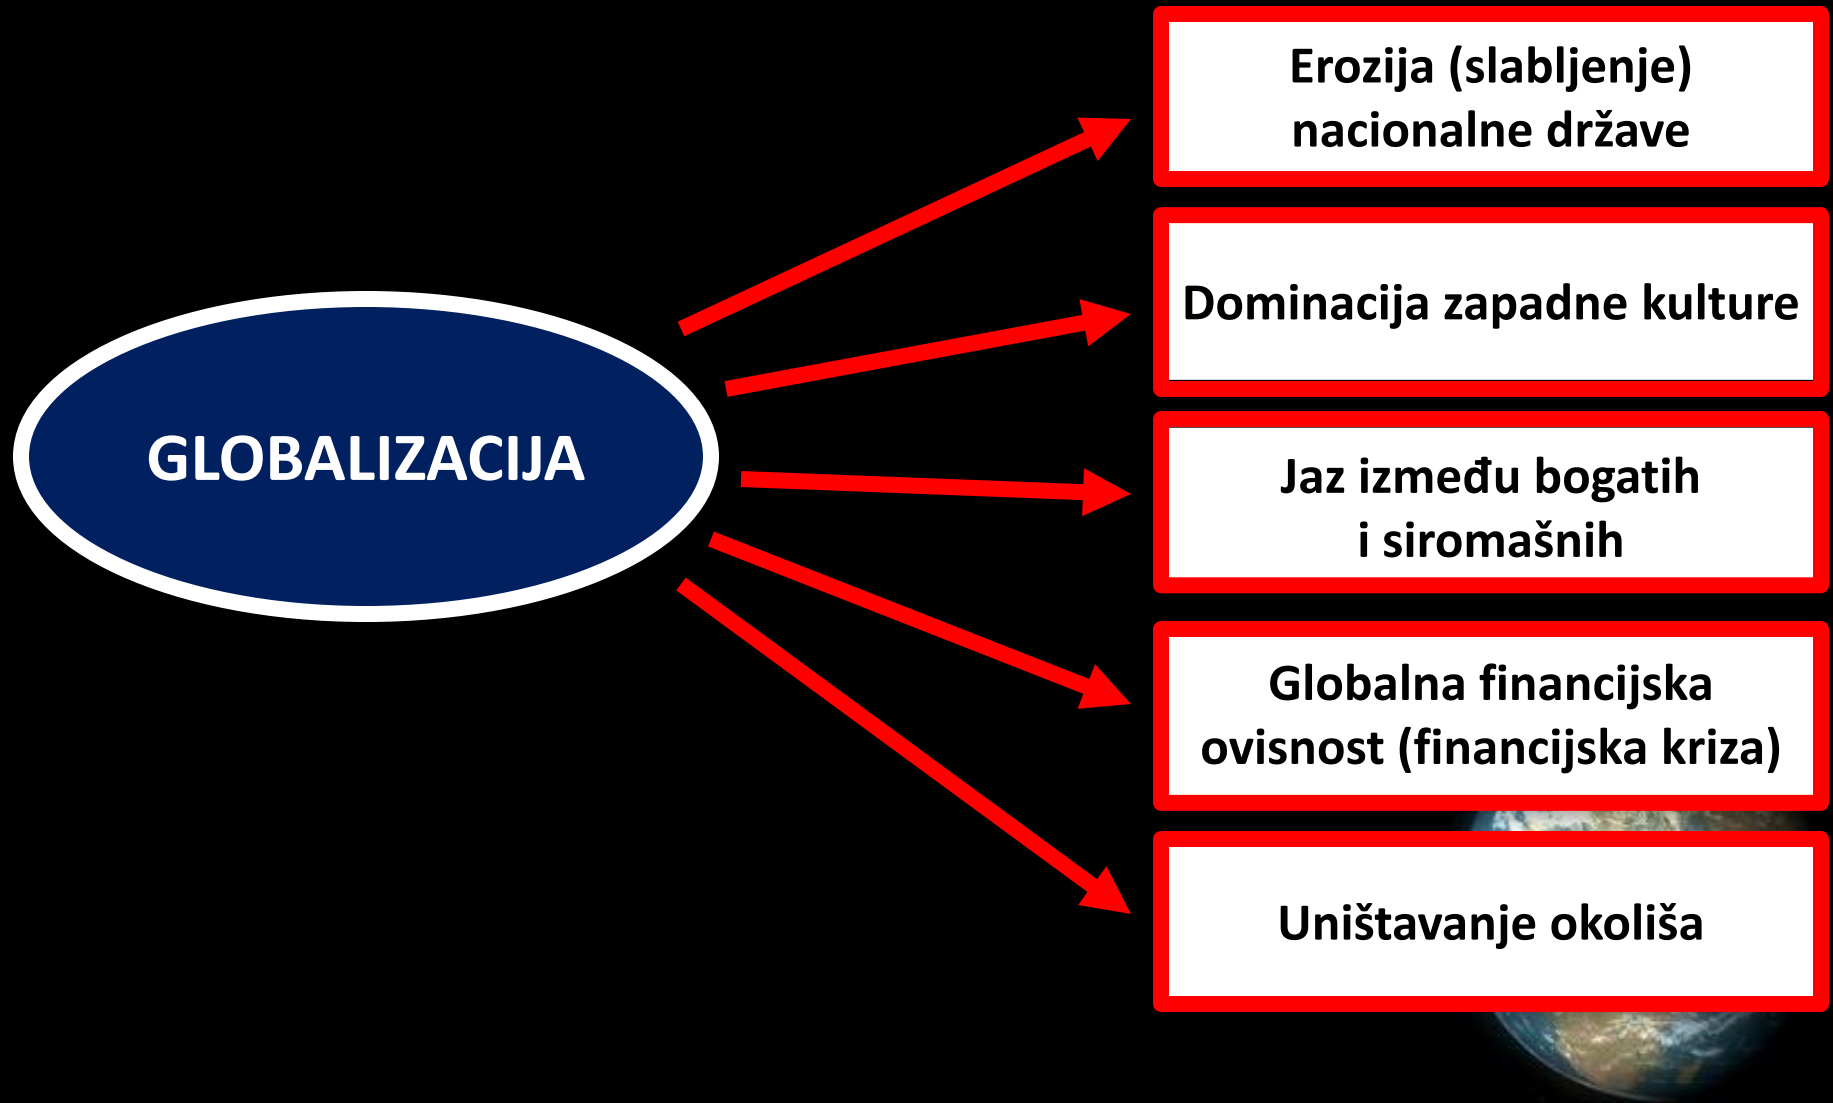 GLOBALIZACIJA
Erozija (slabljenje)
nacionalne države
Dominacija zapadne kulture
Jaz između bogatih
i siromašnih
Globalna financijska
ovisnost (financijska kriza)
Uništavanje okoliša